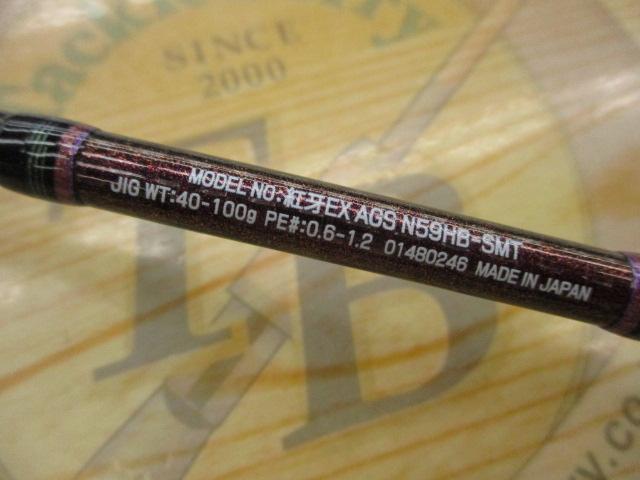 SINCE
2000
TB
MODEL NO:紅牙EX AGS N59HB-SMT
JIG WT:40-100g PE#:0.6-1.2 01480246 MADE IN JAPAN